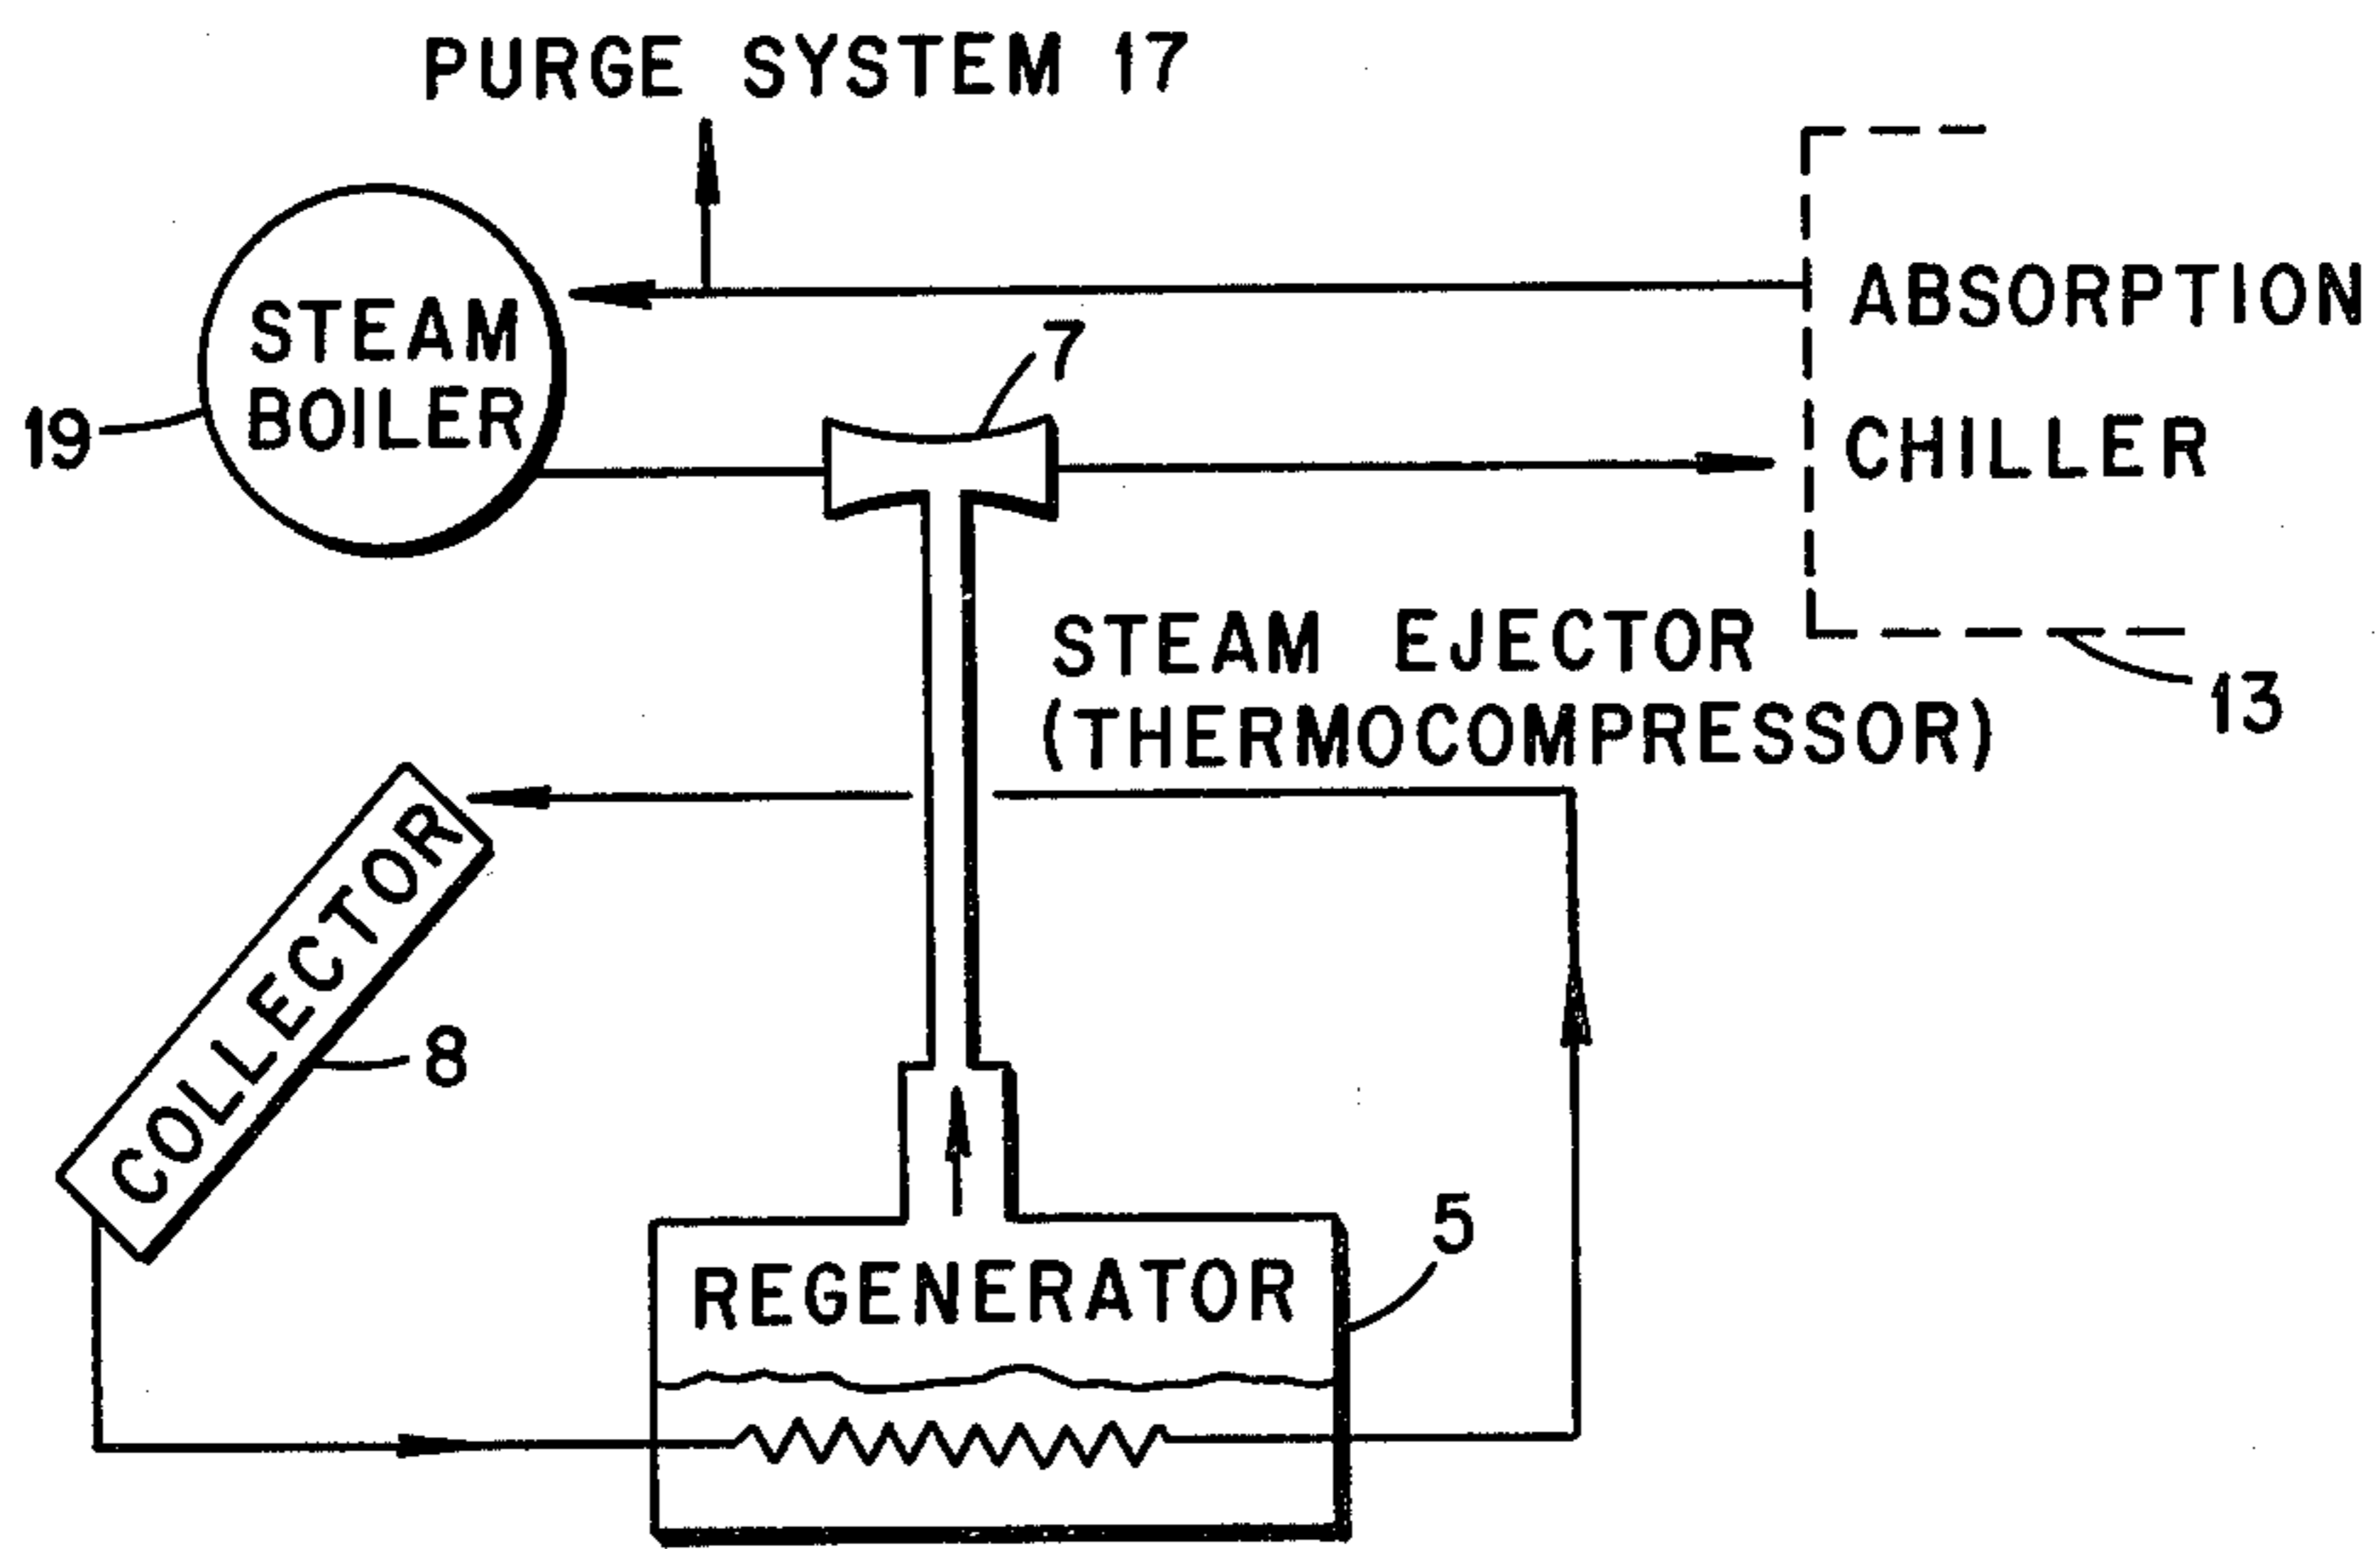 PURGE SYSTEM 17
STEAM
BOILER
19
7
ABSORPTION
CHILLER
13
STEAM EJECTOR
(THERMOCOMPRESSOR)
COLLECTOR
8
5
REGENERATOR